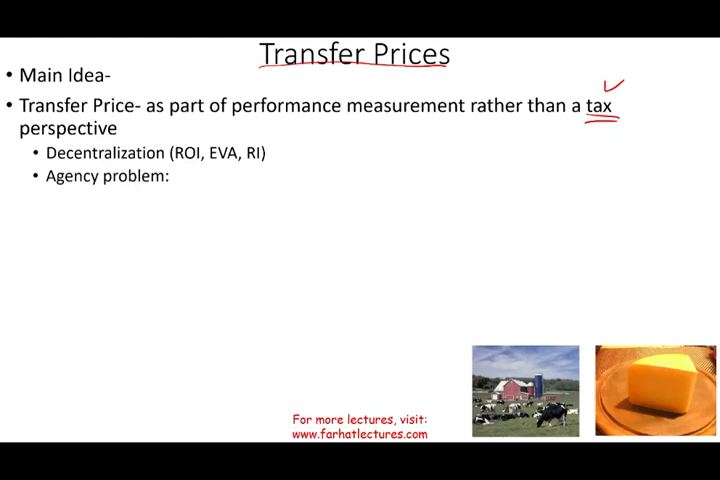 Transfer Prices
• Main Idea-
• Transfer Price- as part of performance measurement rather than a tax
perspective
• Decentralization (ROI, EVA, RI)
• Agency problem:
For more lectures, visit:
www.farhatlectures.com